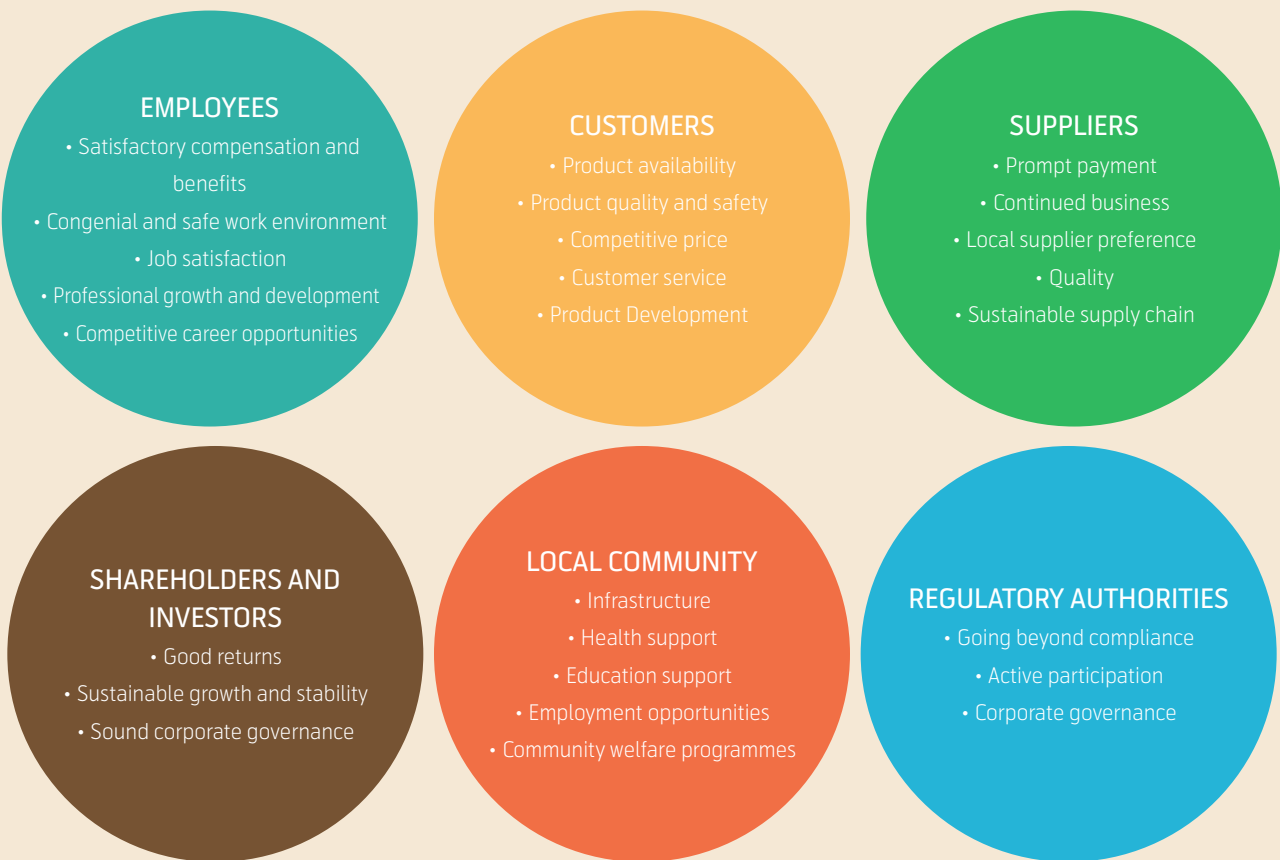 EMPLOYEES
• Satisfactory compensation and
benefits
• Congenial and safe work environment
• Job satisfaction
• Professional growth and development
• Competitive career opportunities
CUSTOMERS
• Product availability
• Product quality and safety
• Competitive price
• Customer service
• Product Development
SUPPLIERS
• Prompt payment
• Continued business
• Local supplier preference
• Quality
• Sustainable supply chain
SHAREHOLDERS AND
INVESTORS
• Good returns
• Sustainable growth and stability
• Sound corporate governance
LOCAL COMMUNITY
• Infrastructure
• Health support
• Education support
• Employment opportunities
• Community welfare programmes
REGULATORY AUTHORITIES
• Going beyond compliance
• Active participation
• Corporate governance